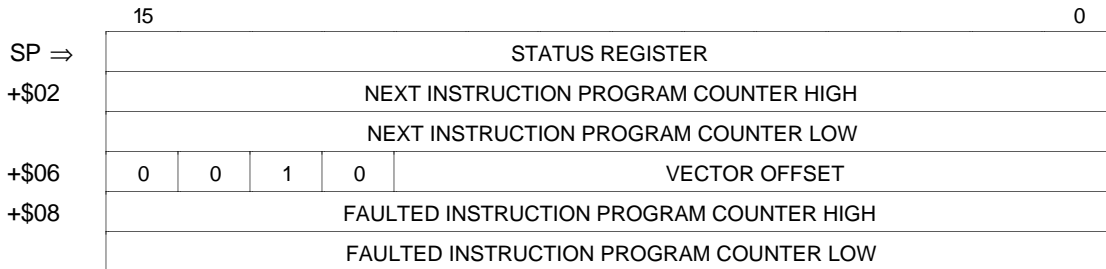 15 0
SP ⇒ STATUS REGISTER
+$02 NEXT INSTRUCTION PROGRAM COUNTER HIGH
NEXT INSTRUCTION PROGRAM COUNTER LOW
+$06 0 0 1 0 VECTOR OFFSET
+$08 FAULTED INSTRUCTION PROGRAM COUNTER HIGH
FAULTED INSTRUCTION PROGRAM COUNTER LOW